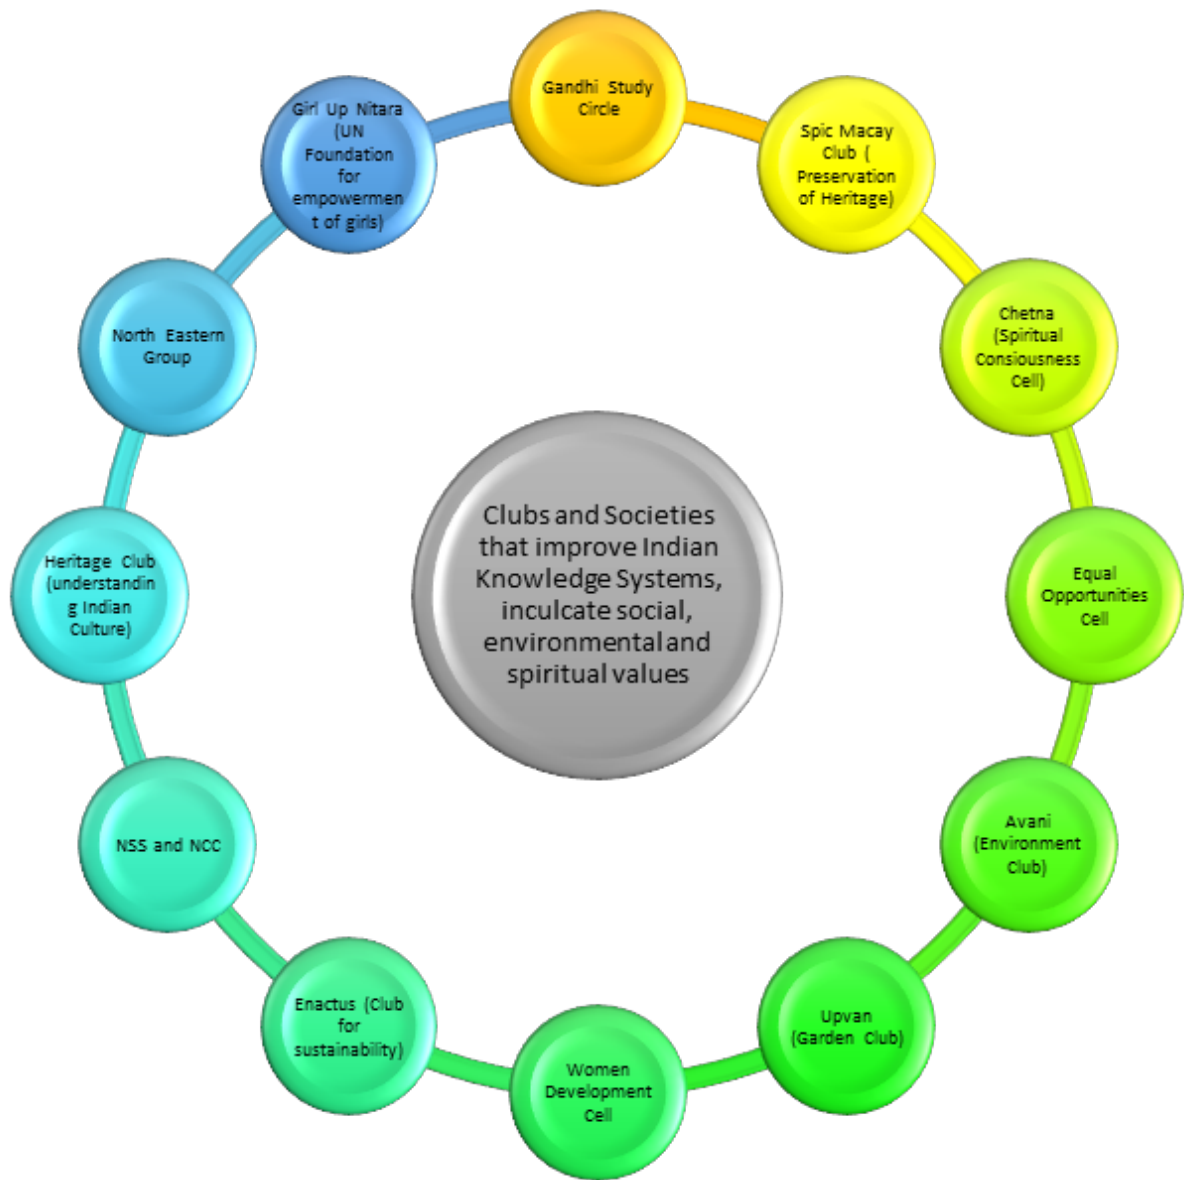 Gandhi Study
Circle
Spic Macay
Club (
Preservation
of Heritage)
Chetna
(Spiritual
Consiousness
Cell)
Equal
Opportunities
Cell
Avani
(Environment
Club)
Upvan
(Garden Club)
Women
Development
Cell
Enactus (Club
for
sustainability)
NSS and NCC
Heritage Club
(understandin
g Indian
Culture)
North Eastern
Group
Girl Up Nitara
(UN
Foundation
for
empowermen
t of girls)
Clubs and Societies
that improve Indian
Knowledge Systems,
inculcate social,
environmental and
spiritual values